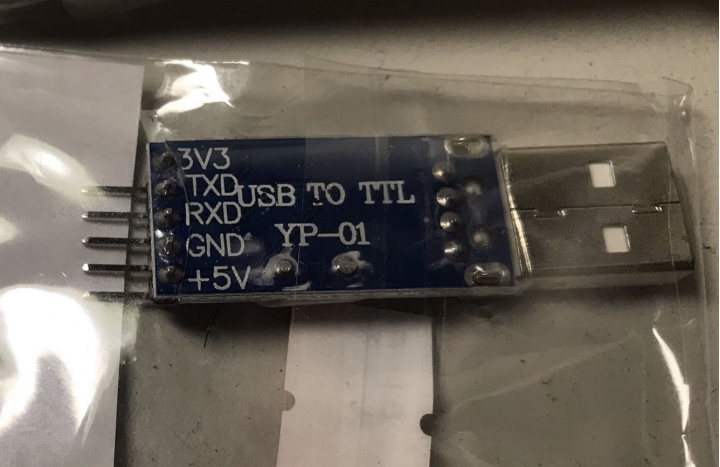 3V3
TXD
RXD
GND
+5V
USB TO TTL
YP-01